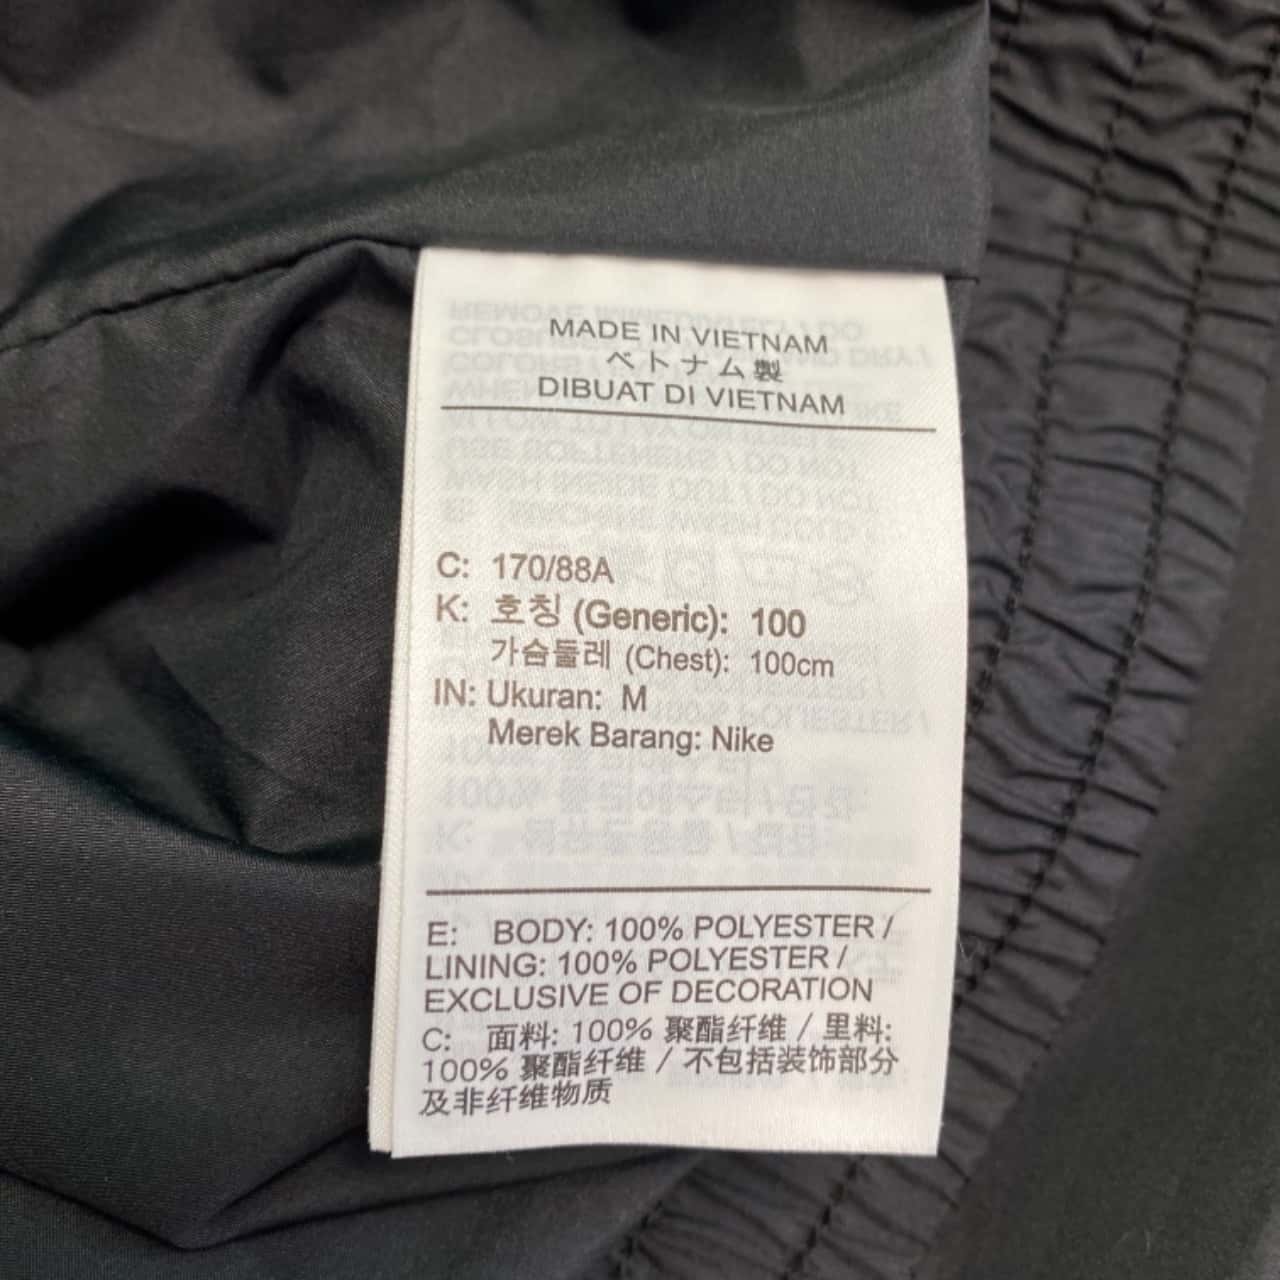 MADE IN VIETNAM
ベトナム製
DIBUAT DI VIETNAM
C: 170/88A
K: 호칭 (Generic): 100
가슴둘레 (Chest): 100cm
IN: Ukuran: M
Merek Barang: Nike
E: BODY: 100% POLYESTER /
LINING: 100% POLYESTER /
EXCLUSIVE OF DECORATION
C: 面料: 100% 聚酯纤维 / 里料:
100% 聚酯纤维 / 不包括装饰部分
及非纤维物质